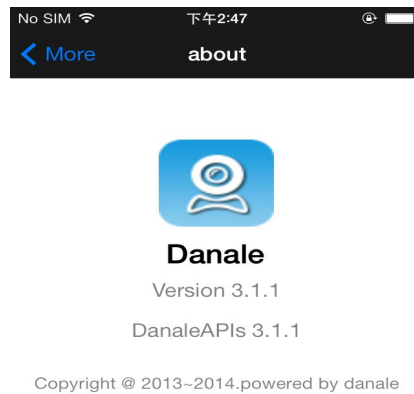 No SIM 下午2:47
More about
Danale
Version 3.1.1
DanaleAPIs 3.1.1
Copyright @ 2013~2014.powered by danale